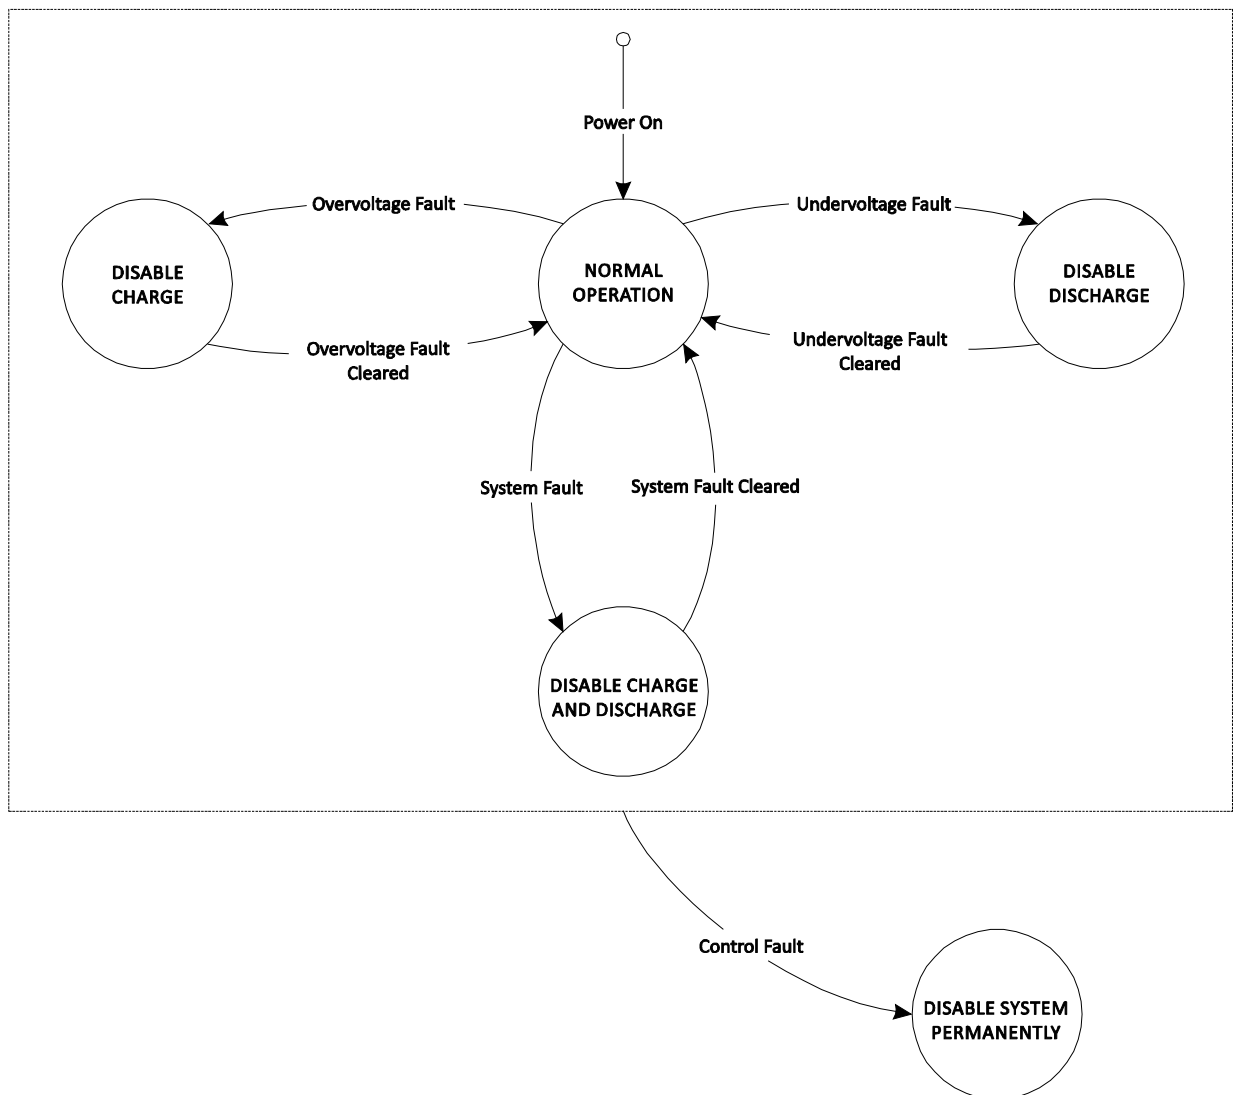 Power On
Overvoltage Fault
Undervoltage Fault
DISABLE
CHARGE
NORMAL
OPERATION
DISABLE
DISCHARGE
Overvoltage Fault
Cleared
Undervoltage Fault
Cleared
System Fault
System Fault Cleared
DISABLE CHARGE
AND DISCHARGE
Control Fault
DISABLE SYSTEM
PERMANENTLY